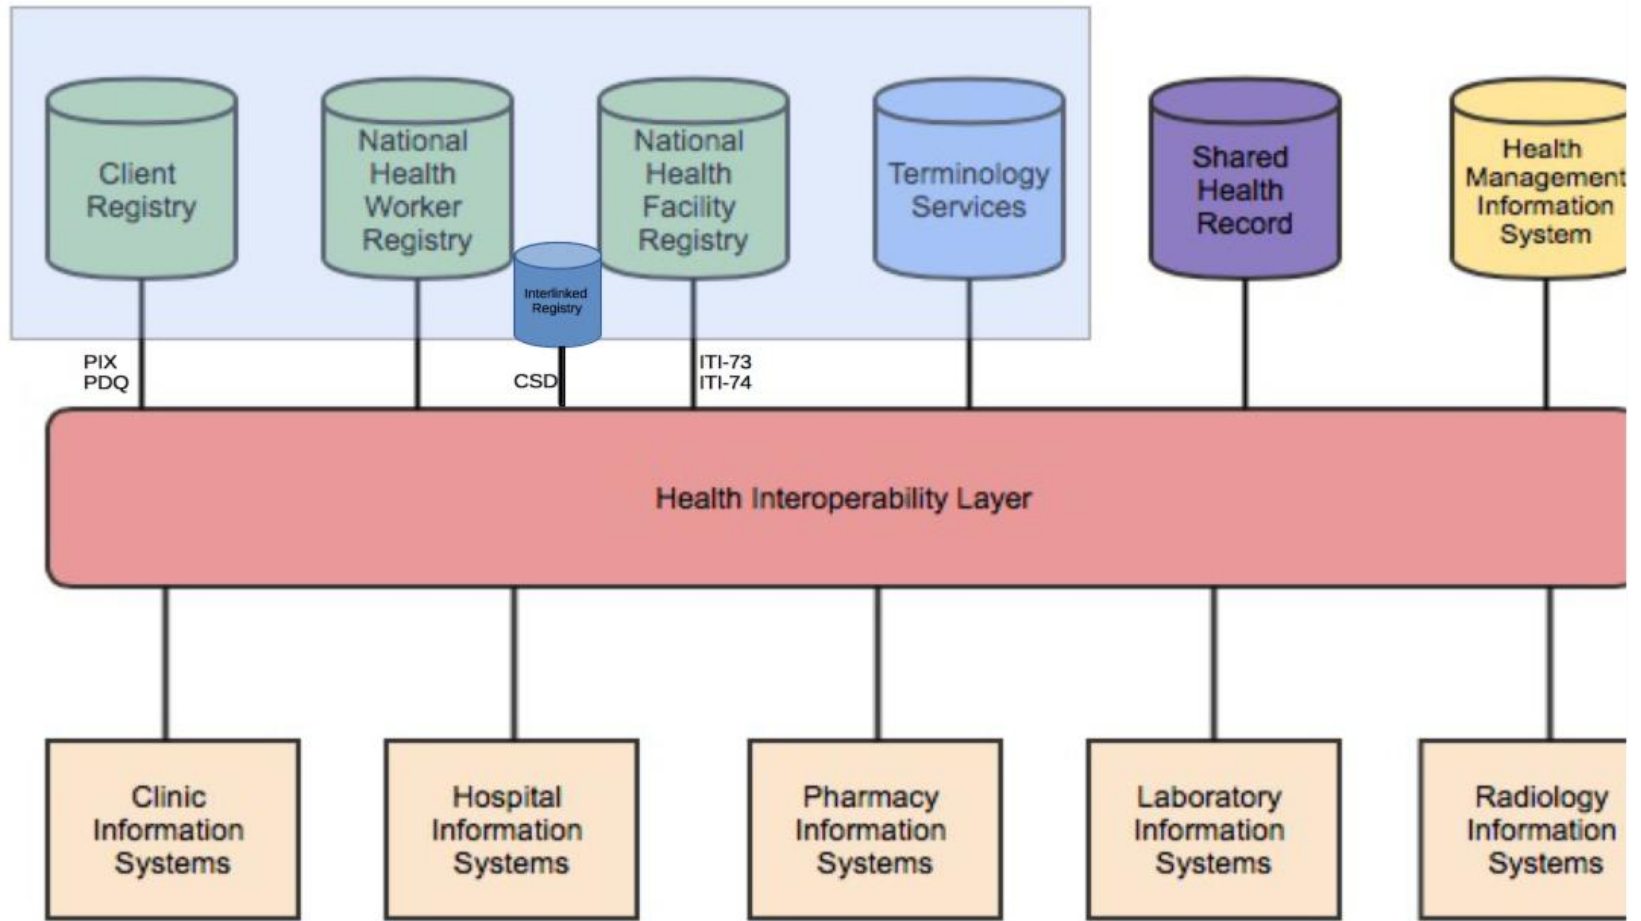 Client
Registry
National
Health
Worker
Registry
National
Health
Facility
Registry
Terminology
Services
Shared
Health
Record
Health
Management
Information
System
Interlinked
Registry
PIX
PDQ
CSD
ITI-73
ITI-74
Health Interoperability Layer
Clinic
Information
Systems
Hospital
Information
Systems
Pharmacy
Information
Systems
Laboratory
Information
Systems
Radiology
Information
Systems